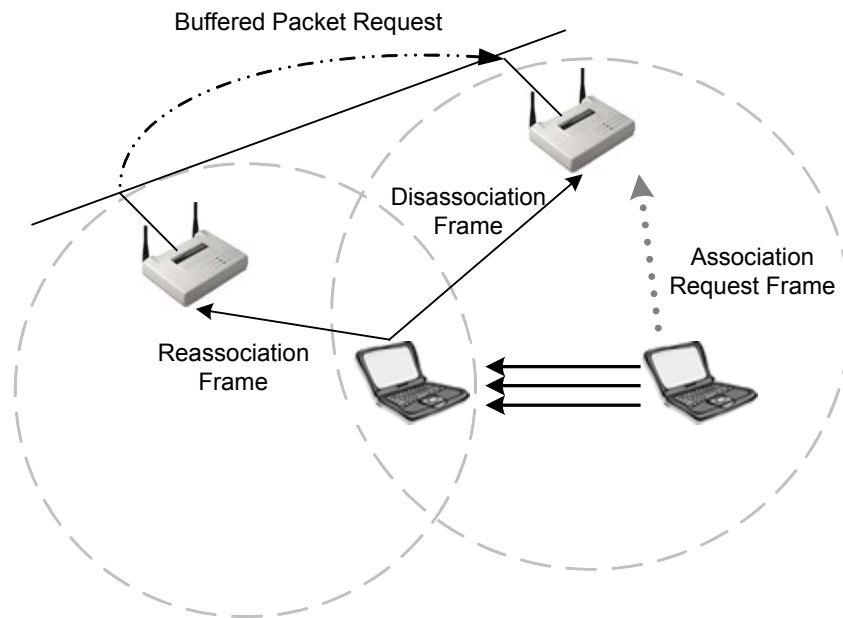 Buffered Packet Request
Disassociation
Frame
Association
Request Frame
Reassociation
Frame